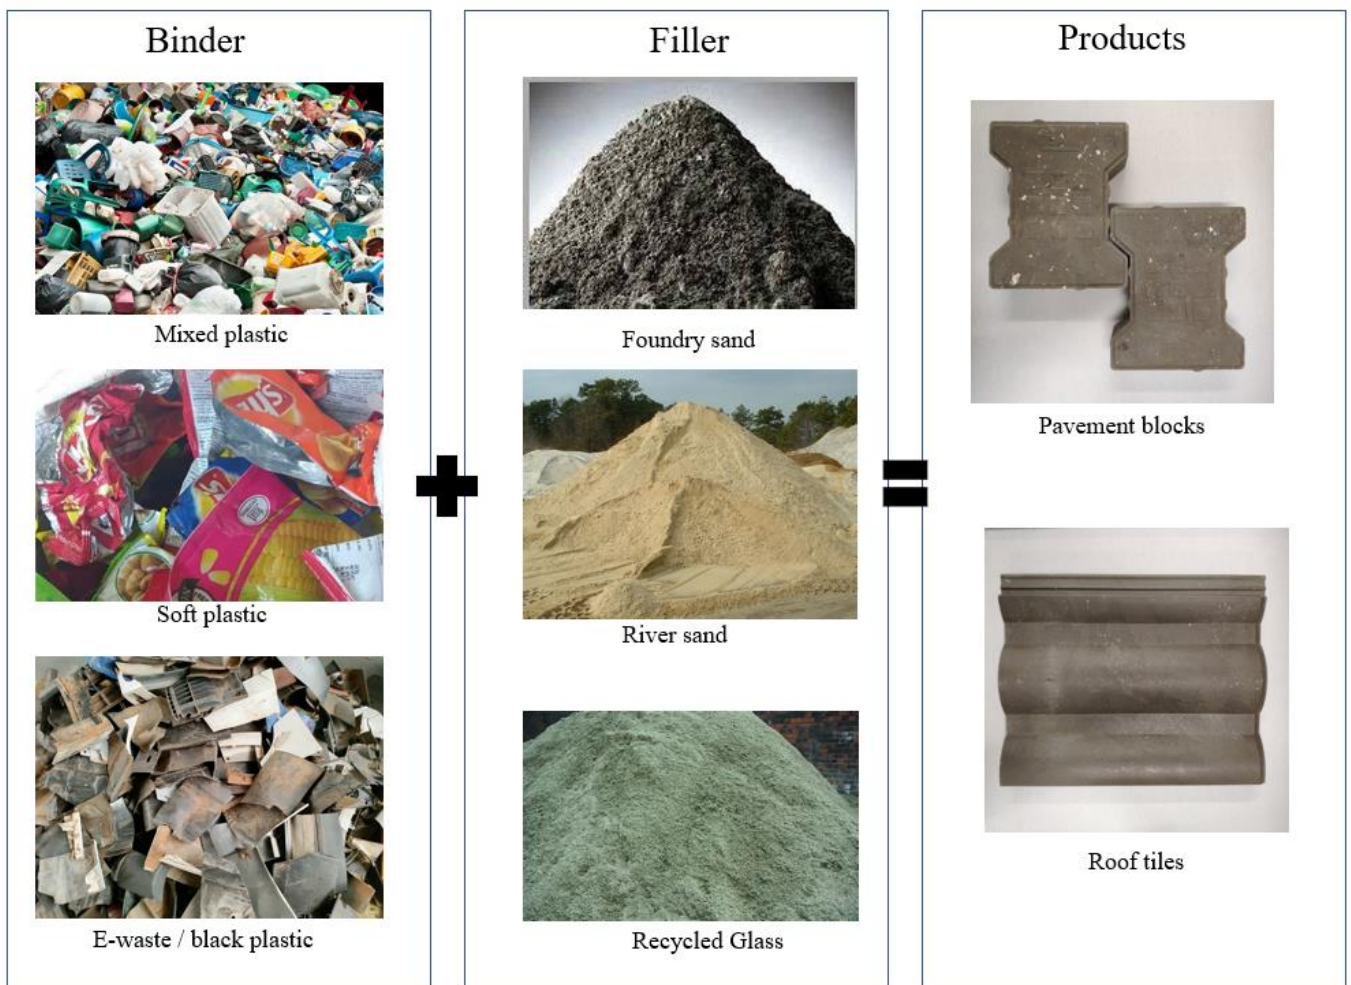 Binder
Mixed plastic
Soft plastic
E-waste / black plastic
Filler
Foundry sand
River sand
Recycled Glass
Products
Pavement blocks
Roof tiles